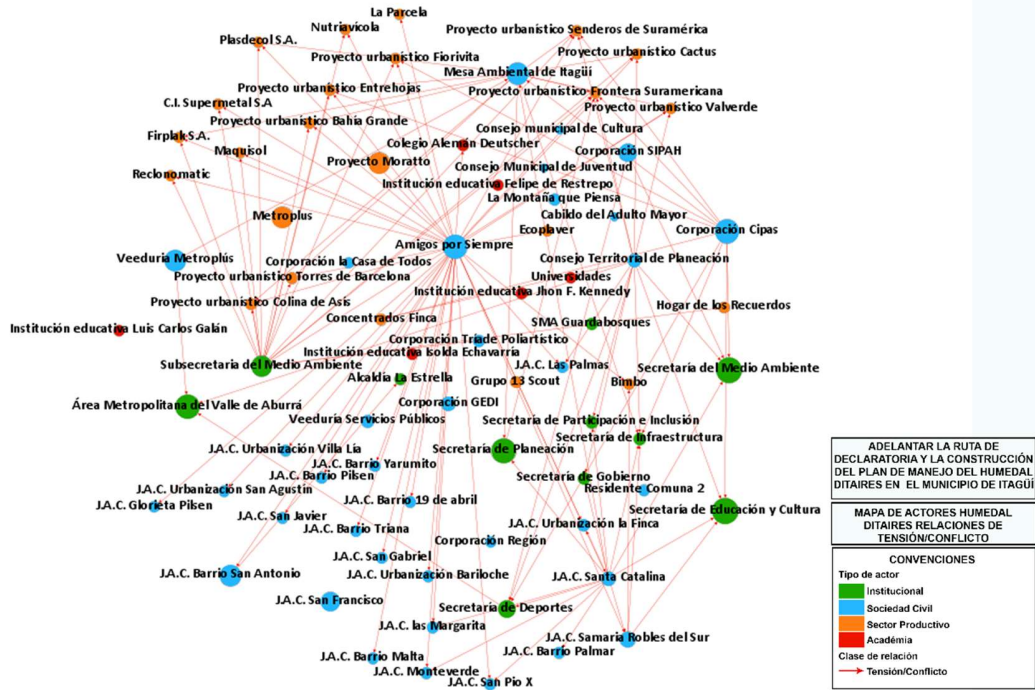 La Parcela
Nutriavícola
Plasdecol S.A.
Proyecto urbanístico Senderos de Suramérica
Proyecto urbanístico Fiorivita
Proyecto urbanístico Cactus
Mesa Ambiental de Itagüí
Proyecto urbanístico Entrehojas
Proyecto urbanístico Frontera Suramericana
C.I. Supermetal S.A
Proyecto urbanístico Valverde
Proyecto urbanístico Bahía Grande
Consejo municipal de Cultura
Firplak S.A.
Colegio Alemán Deutscher
Maquisol
Corporación SIPAH
Proyecto Moratto
Consejo Municipal de Juventud
Reclono.matic
Institución educativa Felipe de Restrepo
La Montaña que Piensa
Metroplus
Cabildo del Adulto Mayor
Ecoplaver
Corporación Cipas
Amigos por Siempre
Veeduría Metroplús
Corporación la Casa de Todos
Consejo Territorial de Planeación
Proyecto urbanístico Torres de Barcelona
Universidades
Institución educativa Jhon F. Kennedy
Proyecto urbanístico Colina de Asis
Hogar de los Recuerdos
Concentrados Finca
SMA Guardabosques
Institución educativa Luis Carlos Galán
Corporación Tríade Poliartístico
Institución educativa Isolda Echavarría
Subsecretaria del Medio Ambiente
J.A.C. Las Palmas
Secretaría del Medio Ambiente
Alcaldía La Estrella
Grupo 13 Scout
Bimbo
Área Metropolitana del Valle de Aburrá
Corporación GEDI
Veeduría Servicios Públicos
Secretaría de Participación e Inclusión
Secretaría de Infraestructura
J.A.C. Urbanización Villa Lía
Secretaría de Planeación
J.A.C. Barrio Yarumito
J.A.C. Barrio Pilsen
Secretaría de Gobierno
J.A.C. Urbanización San Agustín
Residente Comuna 2
J.A.C. Glorieta Pilsen
J.A.C. Barrio 19 de abril
Secretaría de Educación y Cultura
J.A.C. San Javier
J.A.C. Barrio Triana
J.A.C. Urbanización la Finca
Corporación Región
J.A.C. San Gabriel
J.A.C. Barrio San Antonio
J.A.C. Urbanización Bariloche
J.A.C. Santa Catalina
J.A.C. San Francisco
Secretaría de Deportes
J.A.C. las Margarita
J.A.C. Samaria Robles del Sur
J.A.C. Barrio Malta
J.A.C. Barrio Palmar
J.A.C. Monteverde
J.A.C. San Pio X
ADELANTAR LA RUTA DE
DECLARATORIA Y LA CONSTRUCCIÓN
DEL PLAN DE MANEJO DEL HUMEDAL
DITAIRES EN EL MUNICIPIO DE ITAGÜÍ
MAPA DE ACTORES HUMEDAL
DITAIRES RELACIONES DE
TENSIÓN/CONFLICTO
CONVENCIONES
Tipo de actor
Institucional
Sociedad Civil
Sector Productivo
Académia
Clase de relación
Tensión/Conflicto